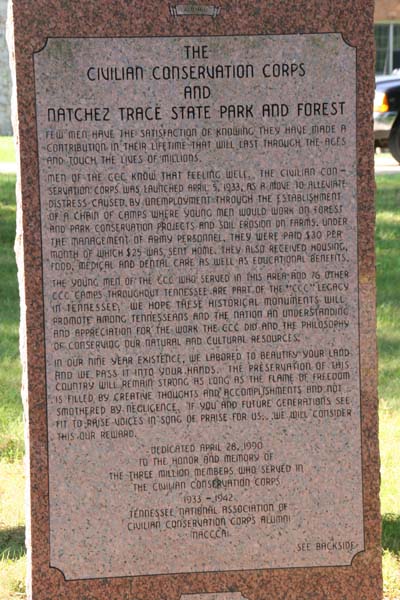 THE
CIVILIAN CONSERVATION CORPS
AND
NATCHEZ TRACE STATE PARK AND FOREST
FEW MEN HAVE THE SATISFACTION OF KNOWING THEY HAVE MADE A
CONTRIBUTION IN THEIR LIFETIME THAT WILL LAST THROUGH THE AGES
AND TOUCH THE LIVES OF MILLIONS.
MEN OF THE CCC KNOW THAT FEELING WELL. THE CIVILIAN CON-
SERVATION CORPS WAS LAUNCHED APRIL 5, 1933, AS A MOVE TO ALLEVIATE
DISTRESS CAUSED BY UNEMPLOYMENT THROUGH THE ESTABLISHMENT
OF A CHAIN OF CAMPS WHERE YOUNG MEN WOULD WORK ON FOREST
AND PARK CONSERVATION PROJECTS AND SOIL EROSION ON FARMS. UNDER
THE MANAGEMENT OF ARMY PERSONNEL, THEY WERE PAID $30 PER
MONTH OF WHICH $25 WAS SENT HOME. THEY ALSO RECEIVED HOUSING,
FOOD, MEDICAL AND DENTAL CARE AS WELL AS EDUCATIONAL BENEFITS.
THE YOUNG MEN OF THE CCC WHO SERVED IN THIS AREA AND 76 OTHER
CCC CAMPS THROUGHOUT TENNESSEE ARE PART OF THE "CCC" LEGACY
IN TENNESSEE. WE HOPE THESE HISTORICAL MONUMENTS WILL
PROMOTE AMONG TENNESSEANS AND THE NATION AN UNDERSTANDING
AND APPRECIATION FOR THE WORK THE CCC DID AND THE PHILOSOPHY
OF CONSERVING OUR NATURAL AND CULTURAL RESOURCES.
IN OUR NINE YEAR EXISTENCE, WE LABORED TO BEAUTIFY YOUR LAND
AND WE PASS IT INTO YOUR HANDS. THE PRESERVATION OF THIS
COUNTRY WILL REMAIN STRONG AS LONG AS THE FLAME OF FREEDOM
IS FILLED BY CREATIVE THOUGHTS AND ACCOMPLISHMENTS AND NOT
SMOTHERED BY NEGLIGENCE. IF YOU AND FUTURE GENERATIONS SEE
FIT TO RAISE VOICES IN SONG OF PRAISE FOR US... WE WILL CONSIDER
THIS OUR REWARD.
DEDICATED APRIL 28, 1990
TO THE HONOR AND MEMORY OF
THE THREE MILLION MEMBERS WHO SERVED IN
THE CIVILIAN CONSERVATION CORPS
1933 - 1942
TENNESSEE NATIONAL ASSOCIATION OF
CIVILIAN CONSERVATION CORPS ALUMNI
NACCCA
SEE BACKSIDE